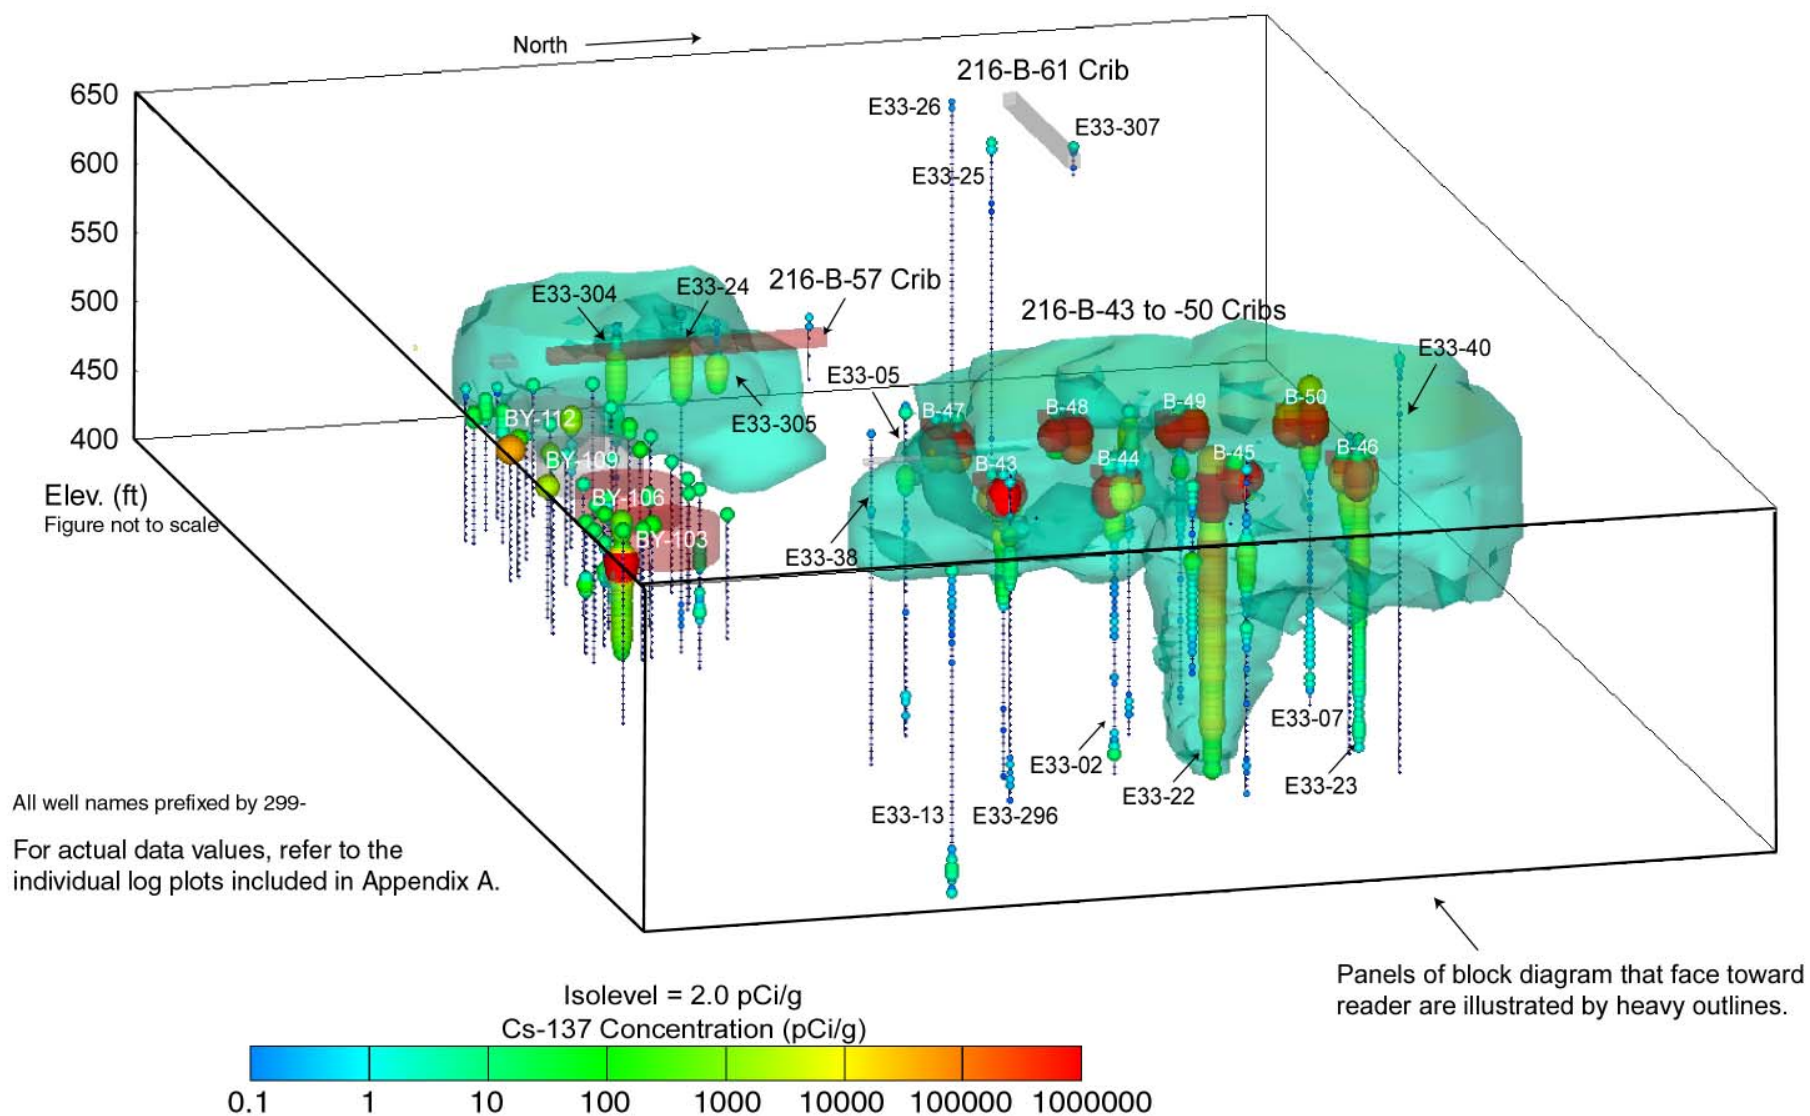 North
216-B-61 Crib
650
E33-26
E33-307
600
E33-25
550
500
E33-304
E33-24
216-B-57 Crib
216-B-43 to -50 Cribs
450
E33-05
E33-40
E33-305
400
BY-112
B-47
B-48
B-49
B-50
BY-109
B-43
B-44
B-45
B-46
Elev. (ft)
BY-106
Figure not to scale
BY-103
E33-38
E33-07
E33-02
E33-22
E33-23
All well names prefixed by 299-
E33-13
E33-296
For actual data values, refer to the
individual log plots included in Appendix A.
Panels of block diagram that face toward
reader are illustrated by heavy outlines.
Isolevel = 2.0 pCi/g
Cs-137 Concentration (pCi/g)
0.1 1 10 100 1000 10000 100000 1000000